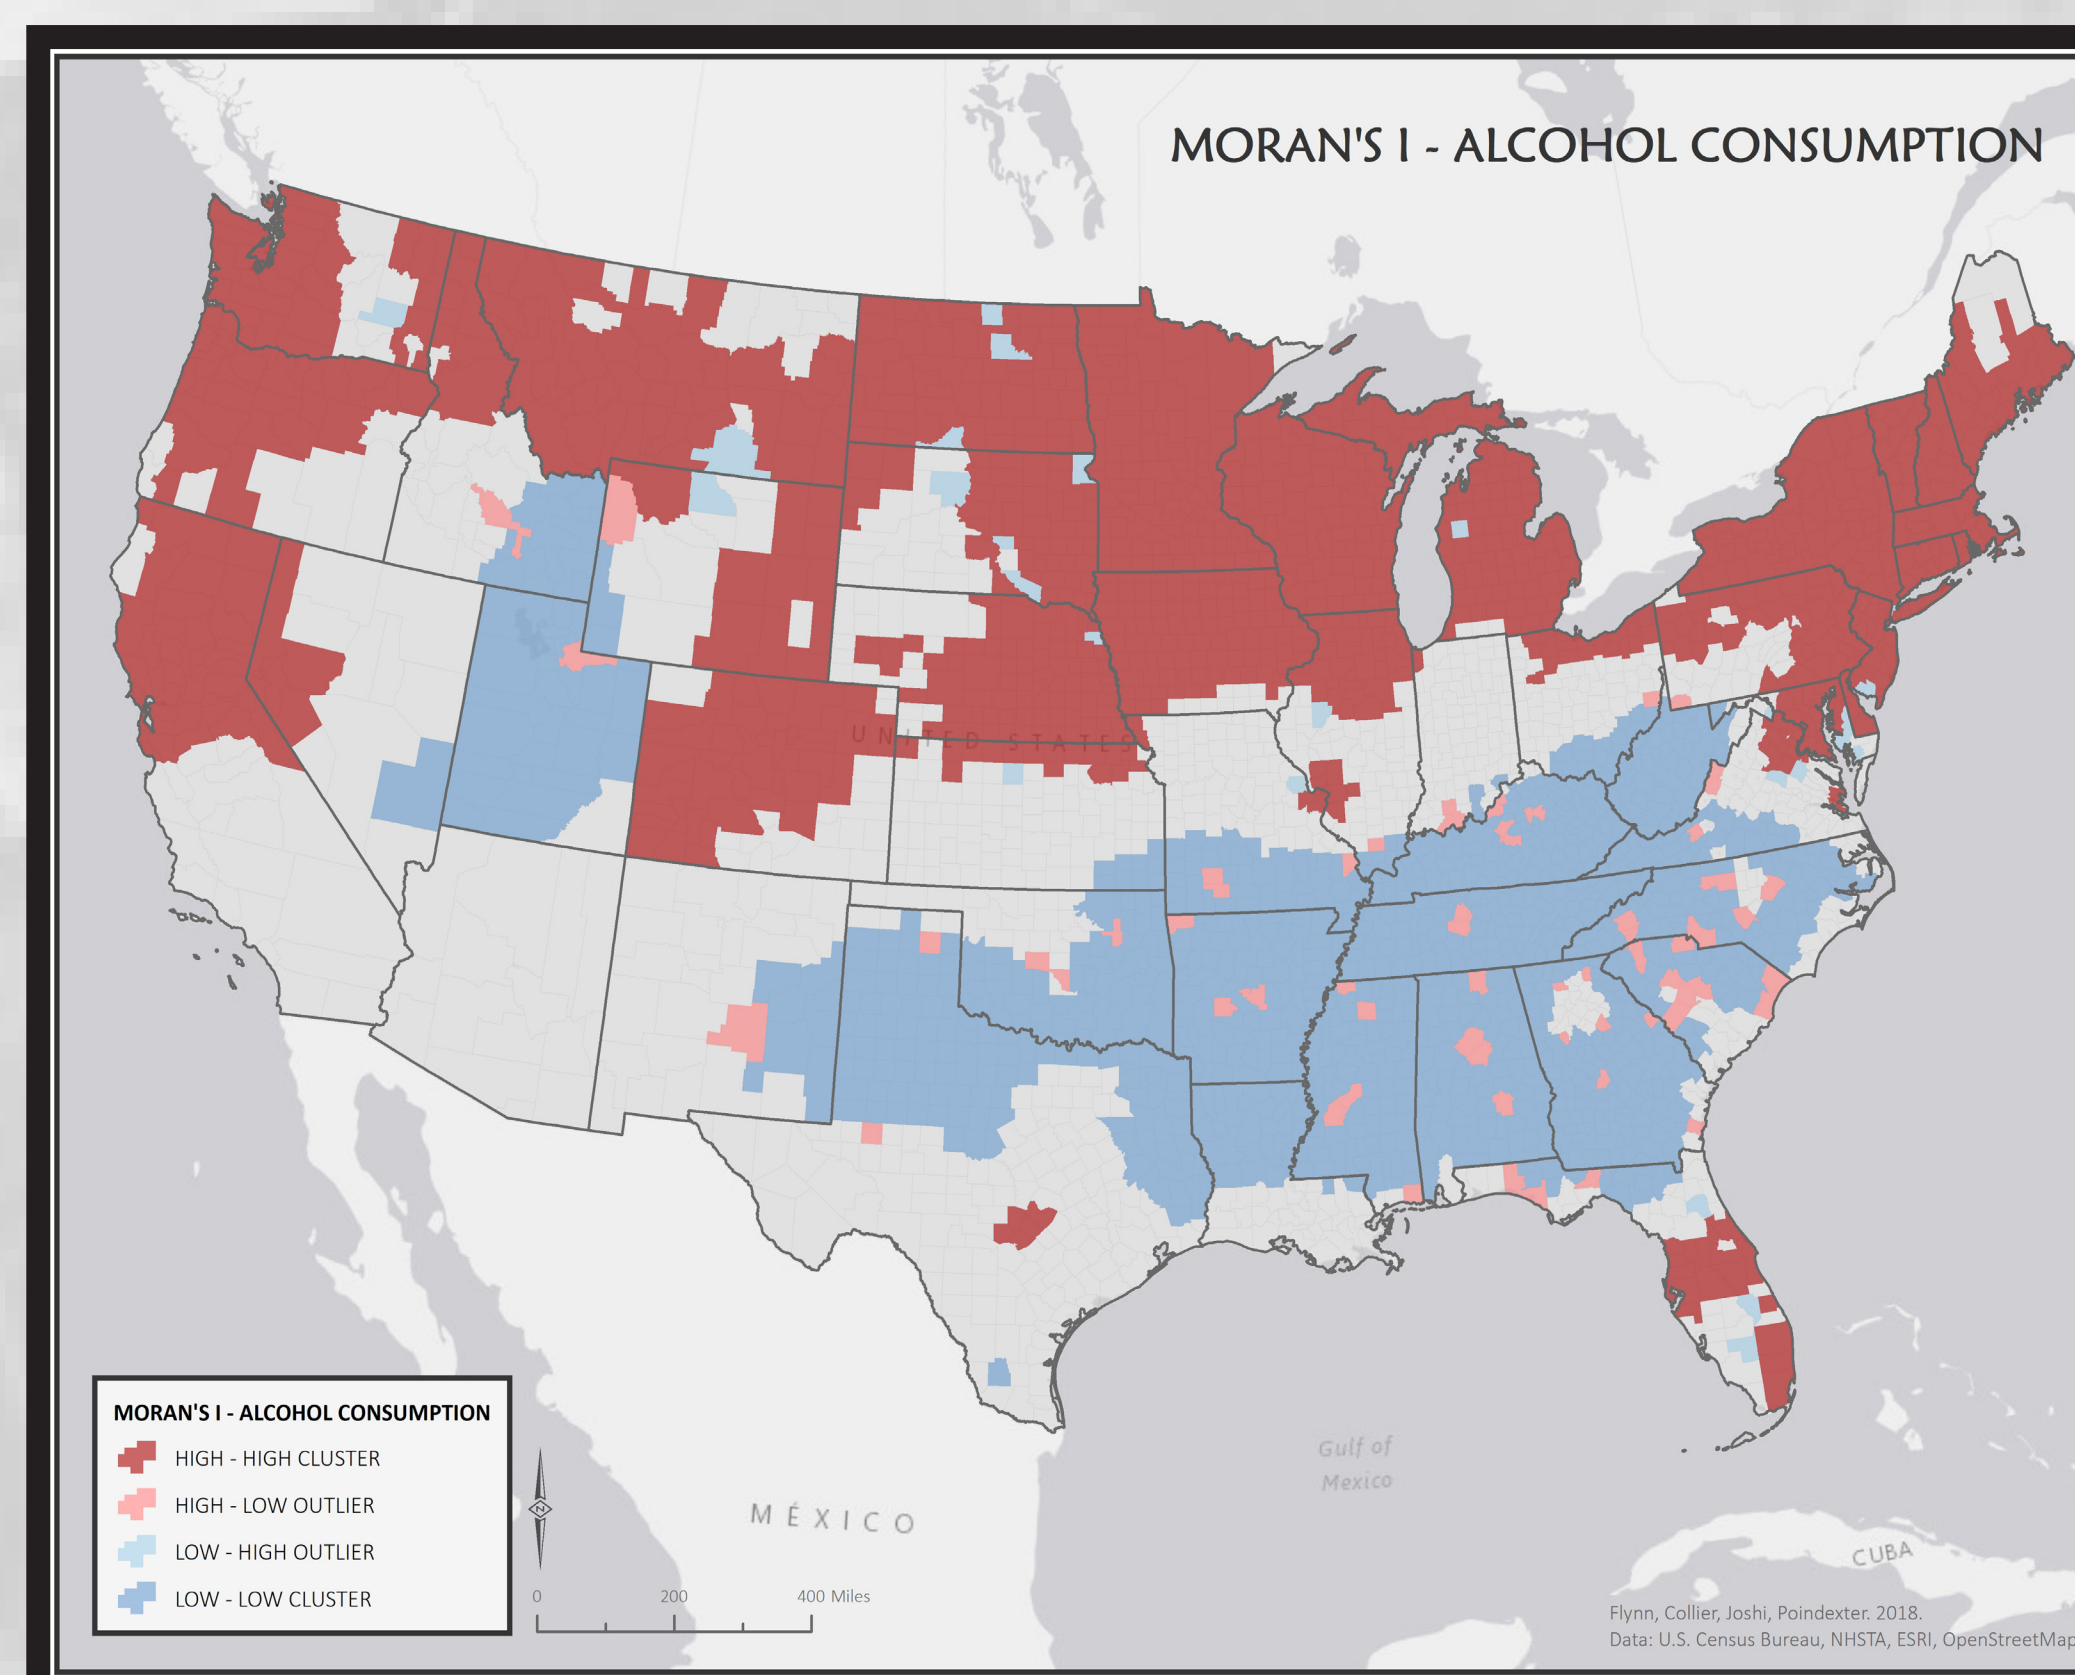 MORAN'S I - ALCOHOL CONSUMPTION
UNITED STATES
MORAN'S I - ALCOHOL CONSUMPTION
HIGH - HIGH CLUSTER
HIGH - LOW OUTLIER
LOW - HIGH OUTLIER
LOW - LOW CLUSTER
N
0 200 400 Miles
MÉXICO
Gulf of
Mexico
CUBA
Flynn, Collier, Joshi, Poindexter. 2018.
Data: U.S. Census Bureau, NHSTA, ESRI, OpenStreetMap